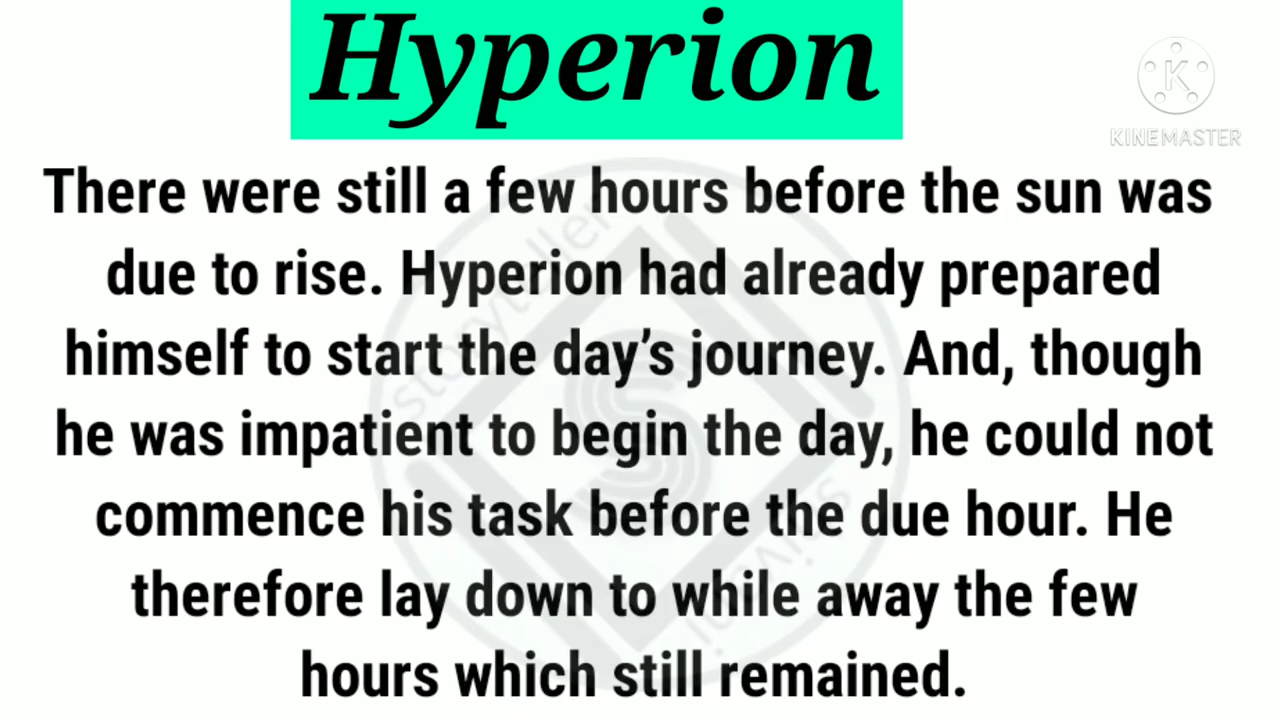 Hyperion
KINEMASTER
There were still a few hours before the sun was
due to rise. Hyperion had already prepared
himself to start the day’s journey. And, though
he was impatient to begin the day, he could not
commence his task before the due hour. He
therefore lay down to while away the few
hours which still remained.
storyteller